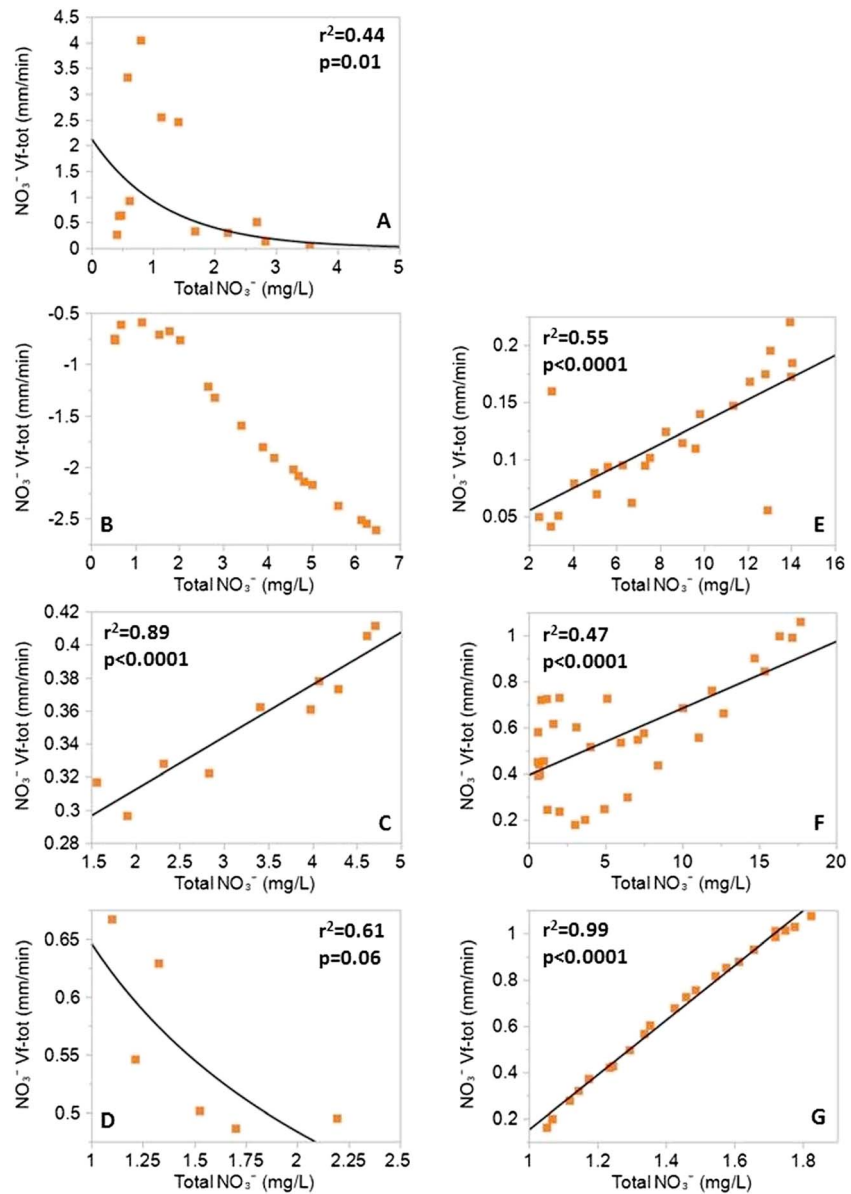 r²=0.44
p=0.01
4.5
4
3.5
3
2.5
2
1.5
1
0.5
0
NO₃⁻ Vf-tot (mm/min)
A
0 1 2 3 4 5
Total NO₃⁻ (mg/L)
-0.5
-1
-1.5
-2
-2.5
NO₃⁻ Vf-tot (mm/min)
B
0 1 2 3 4 5 6 7
Total NO₃⁻ (mg/L)
r²=0.55
p<0.0001
0.2
0.15
0.1
0.05
NO₃⁻ Vf-tot (mm/min)
E
2 4 6 8 10 12 14 16
Total NO₃⁻ (mg/L)
r²=0.89
p<0.0001
0.42
0.4
0.38
0.36
0.34
0.32
0.3
0.28
NO₃⁻ Vf-tot (mm/min)
C
1.5 2 2.5 3 3.5 4 4.5 5
Total NO₃⁻ (mg/L)
r²=0.47
p<0.0001
1
0.8
0.6
0.4
0.2
NO₃⁻ Vf-tot (mm/min)
F
0 5 10 15 20
Total NO₃⁻ (mg/L)
r²=0.61
p=0.06
0.65
0.6
0.55
0.5
NO₃⁻ Vf-tot (mm/min)
D
1 1.25 1.5 1.75 2 2.25 2.5
Total NO₃⁻ (mg/L)
r²=0.99
p<0.0001
1
0.8
0.6
0.4
0.2
NO₃⁻ Vf-tot (mm/min)
G
1 1.2 1.4 1.6 1.8
Total NO₃⁻ (mg/L)